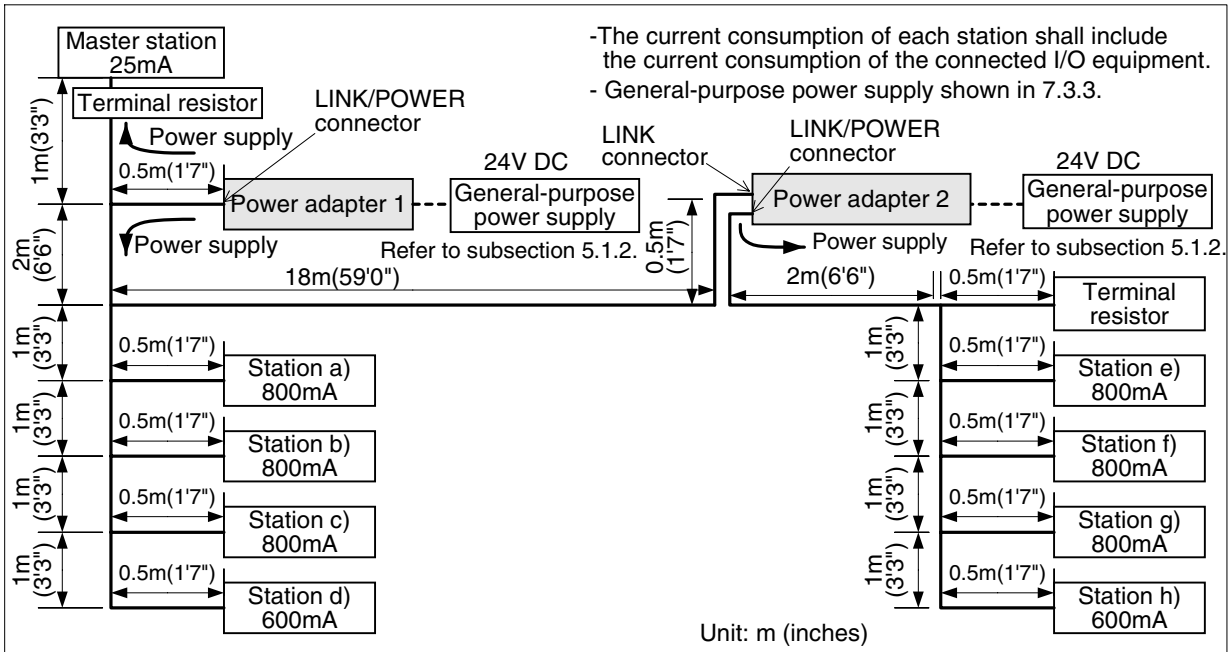 Master station
25mA
-The current consumption of each station shall include
the current consumption of the connected I/O equipment.
- General-purpose power supply shown in 7.3.3.
Terminal resistor
LINK/POWER
connector
1m(3'3")
Power supply
0.5m(1'7")
Power adapter 1
24V DC
General-purpose
power supply
Refer to subsection 5.1.2.
LINK
connector
LINK/POWER
connector
Power adapter 2
24V DC
General-purpose
power supply
Refer to subsection 5.1.2.
2m
(6'6")
Power supply
18m(59'0")
0.5m
(1'7")
Power supply
2m(6'6")
0.5m(1'7")
Terminal
resistor
1m
(3'3")
0.5m(1'7")
Station a)
800mA
1m
(3'3")
0.5m(1'7")
Station e)
800mA
1m
(3'3")
0.5m(1'7")
Station b)
800mA
1m
(3'3")
0.5m(1'7")
Station f)
800mA
1m
(3'3")
0.5m(1'7")
Station c)
800mA
1m
(3'3")
0.5m(1'7")
Station g)
800mA
1m
(3'3")
0.5m(1'7")
Station d)
600mA
1m
(3'3")
0.5m(1'7")
Station h)
600mA
Unit: m (inches)